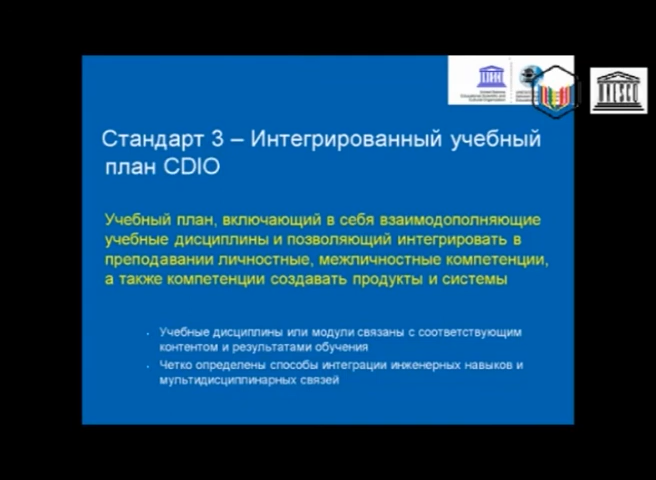 Стандарт 3 – Интегрированный учебный
план CDIO
Учебный план, включающий в себя взаимодополняющие
учебные дисциплины и позволяющий интегрировать в
преподавании личностные, межличностные компетенции,
а также компетенции создавать продукты и системы
Учебные дисциплины или модули связаны с соответствующим
контентом и результатами обучения
Четко определены способы интеграции инженерных навыков и
мультидисциплинарных связей
UNESCO